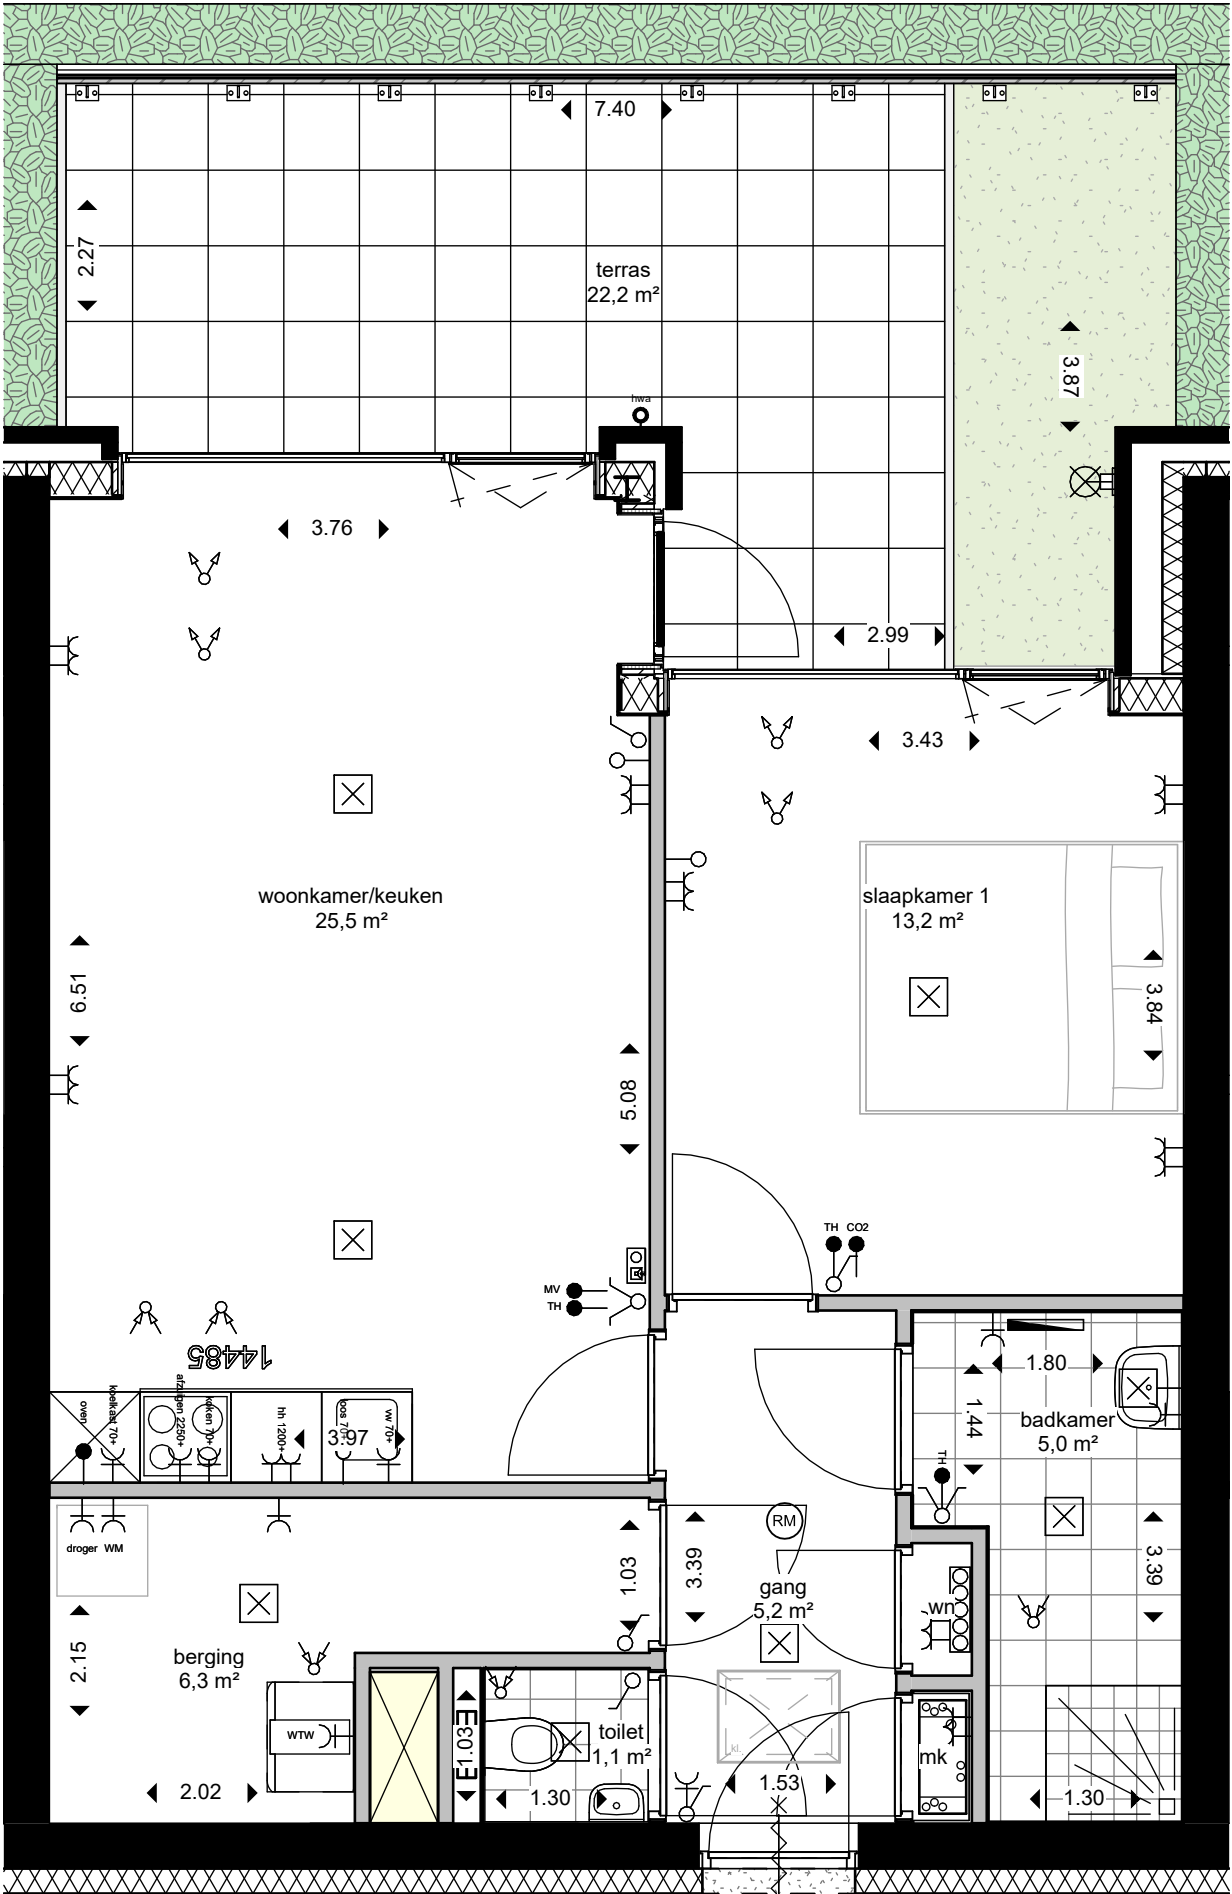 7.40
2.27
terras
22,2 m²
3.87
hwa
3.76
2.99
3.43
woonkamer/keuken
25,5 m²
slaapkamer 1
13,2 m²
6.51
3.84
5.08
TH CO2
MV
TH
14485
oven
koelkast 70+
afzuigen 2250+
koken 70+
hh 1200+
3.97
vw 70+
1.80
1.44
badkamer
5,0 m²
TH
droger WM
RM
1.03
3.39
3.39
gang
5,2 m²
wn
2.15
berging
6,3 m²
WTW
1.03
toilet
1,1 m²
kl.
mk
2.02
1.30
1.53
1.30